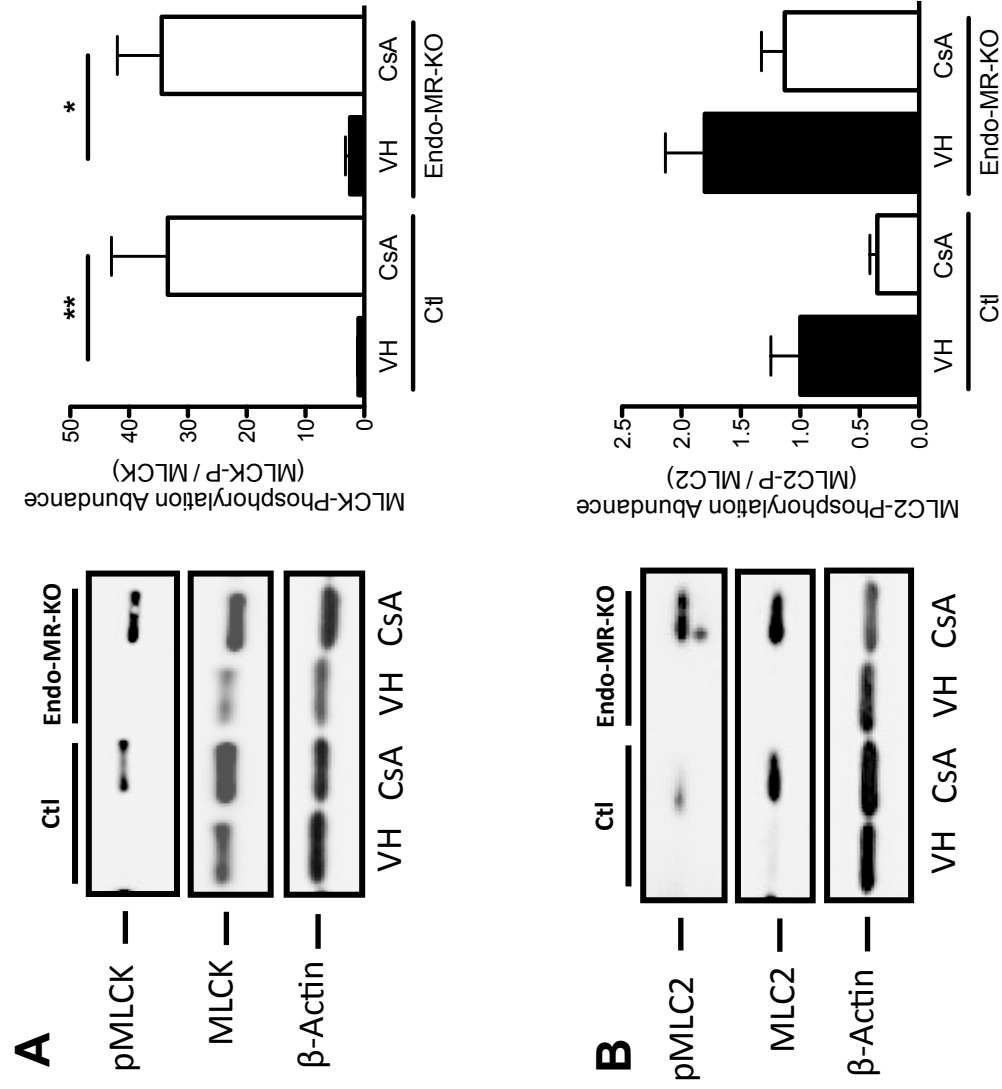 A
Ctl Endo-MR-KO
pMLCK
MLCK
β-Actin
VH CsA VH CsA
MLCK-Phosphorylation Abundance
(MLCK-P / MLCK)
50
40
30
20
10
0
** *
VH CsA VH CsA
Ctl Endo-MR-KO
B
Ctl Endo-MR-KO
pMLC2
MLC2
β-Actin
VH CsA VH CsA
MLC2-Phosphorylation Abundance
(MLC2-P / MLC2)
2.5
2.0
1.5
1.0
0.5
0.0
VH CsA VH CsA
Ctl Endo-MR-KO